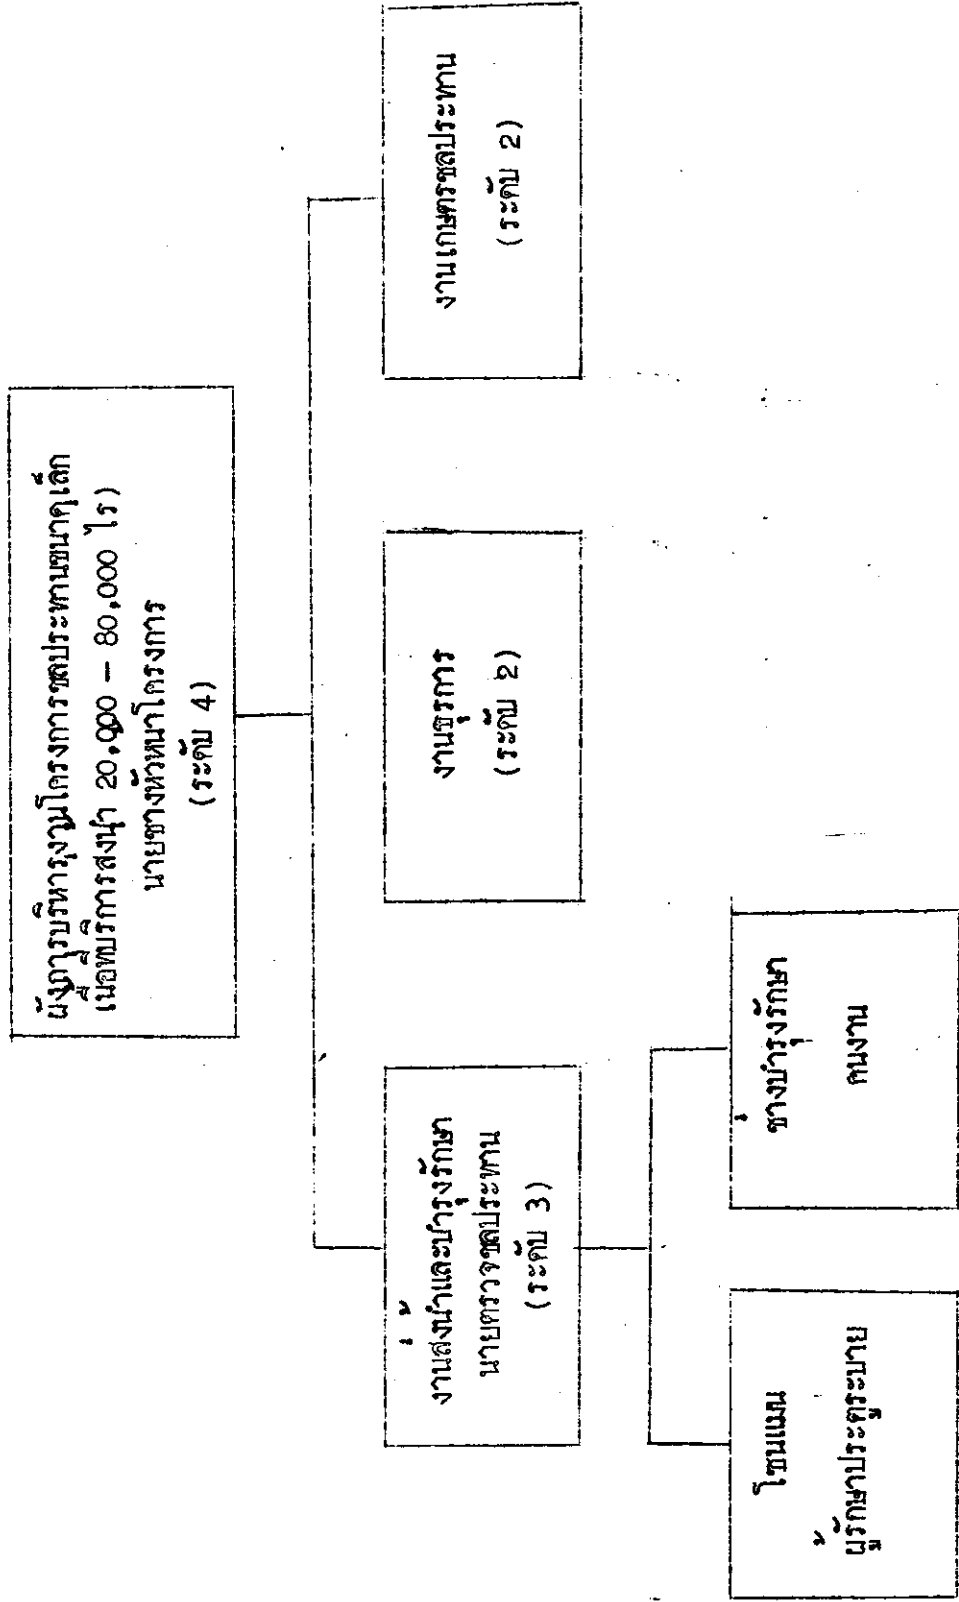 ผังการบริหารงานโครงการชลประทานขนาดเล็ก
เนื้อที่บริการส่งน้ำ 20,000 – 80,000 ไร่)
นายช่างหัวหน้าโครงการ
(ระดับ 4)
งานส่งน้ำและบำรุงรักษา
นายตรวจชลประทาน
(ระดับ 3)
งานธุรการ
(ระดับ 2)
งานเกษตรชลประทาน
(ระดับ 2)
โซนแมน
ผู้รักษาประตูระบาย
ช่างบำรุงรักษา
คนงาน